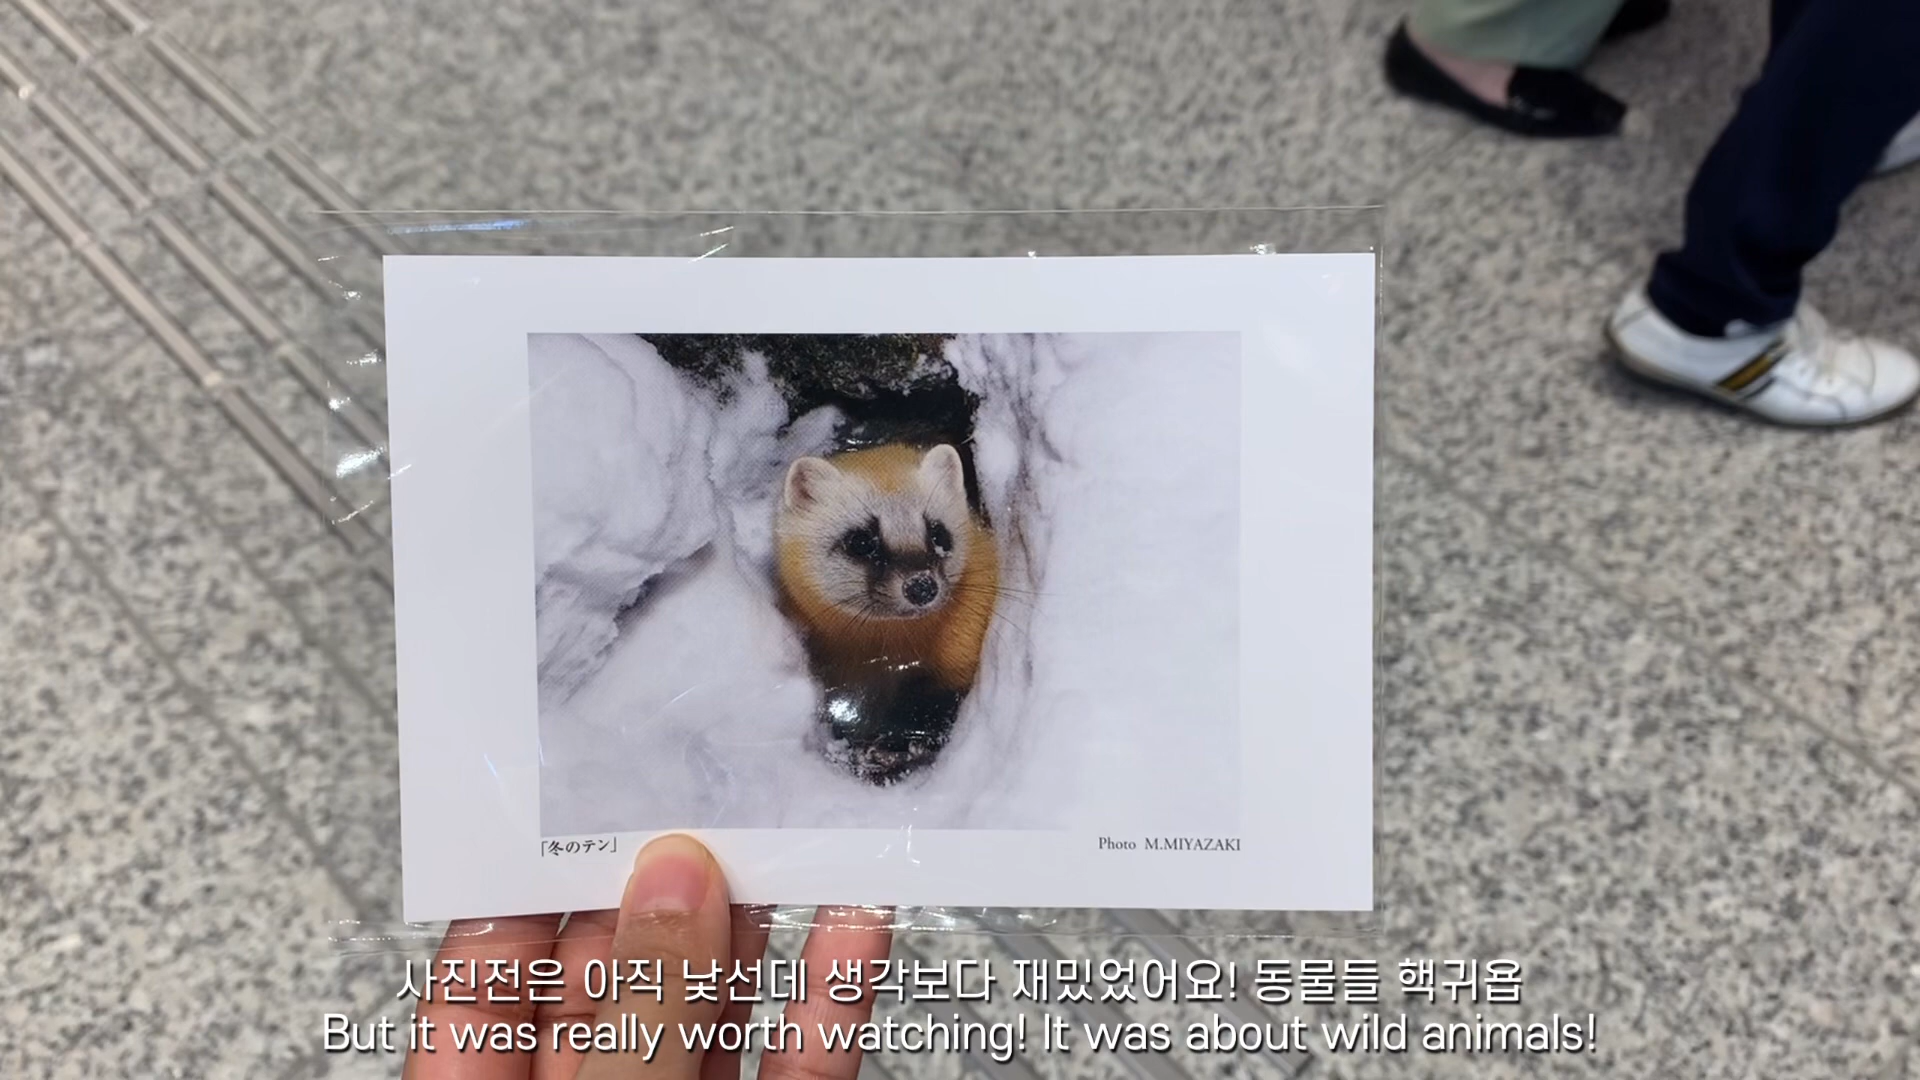 「冬のテン」
Photo M.MIYAZAKI
사진전은 아직 낯선데 생각보다 재밌었어요! 동물들 핵귀욥
But it was really worth watching! It was about wild animals!